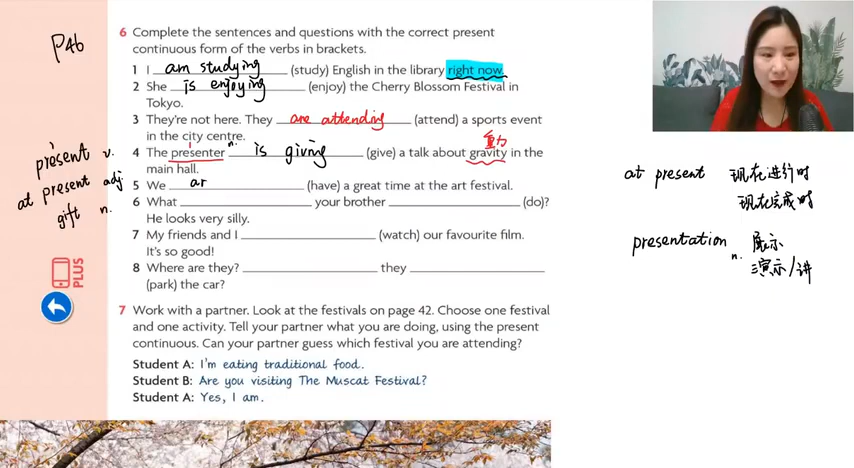 P46
6 Complete the sentences and questions with the correct present
continuous form of the verbs in brackets.
1 I am studying (study) English in the library right now.
2 She is enjoying (enjoy) the Cherry Blossom Festival in
Tokyo.
3 They're not here. They are attending (attend) a sports event
in the city centre.
重力
4 The presenter n. is giving (give) a talk about gravity in the
main hall.
5 We ar (have) a great time at the art festival.
6 What your brother (do)?
He looks very silly.
7 My friends and I (watch) our favourite film.
It's so good!
8 Where are they? they
(park) the car?
present v.
at present adj.
gift n.
PLUS
7 Work with a partner. Look at the festivals on page 42. Choose one festival
and one activity. Tell your partner what you are doing, using the present
continuous. Can your partner guess which festival you are attending?
Student A: I'm eating traditional food.
Student B: Are you visiting The Muscat Festival?
Student A: Yes, I am.
at present 现在进行时
现在完成时
presentation n. 展示
演示/讲